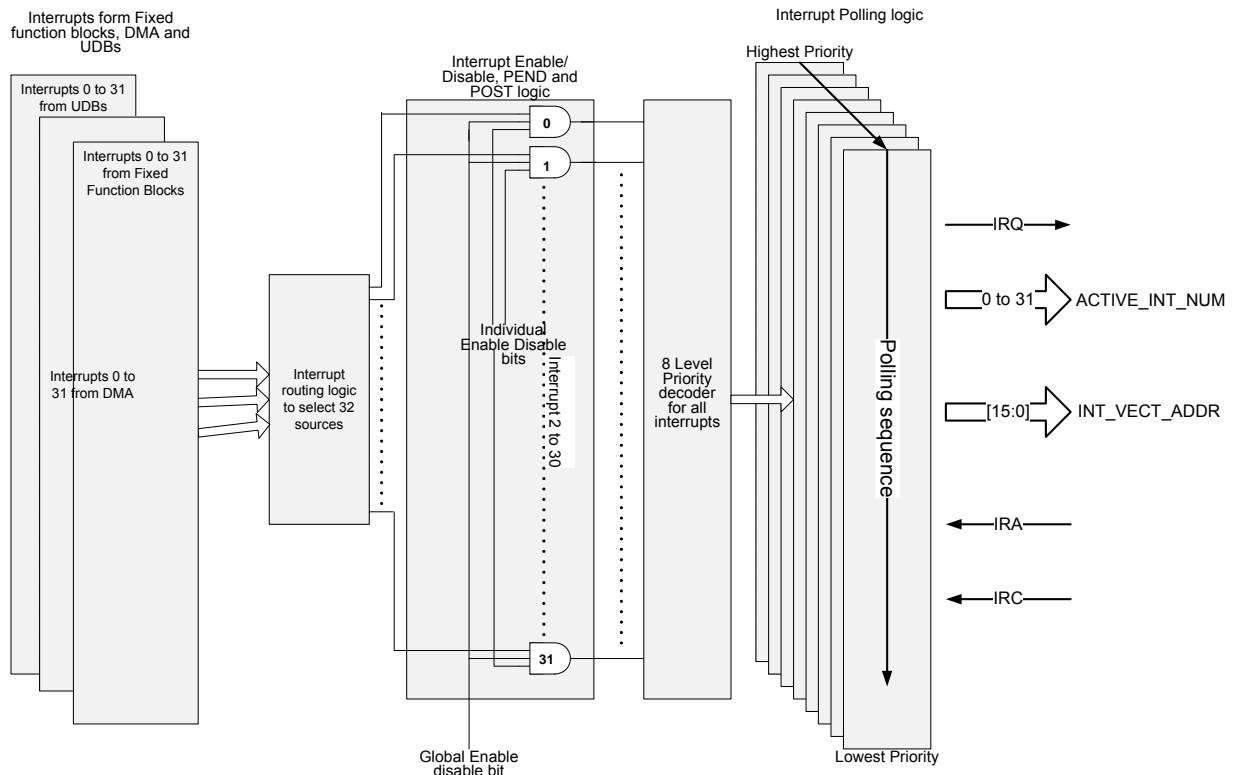 Interrupts form Fixed
function blocks, DMA and
UDBs
Interrupts 0 to 31
from UDBs
Interrupts 0 to 31
from Fixed
Function Blocks
Interrupts 0 to
31 from DMA
Interrupt
routing logic
to select 32
sources
Interrupt Enable/
Disable, PEND and
POST logic
0
1
Individual
Enable Disable
bits
Interrupt 2 to 30
31
Global Enable
disable bit
8 Level
Priority
decoder
for all
interrupts
Interrupt Polling logic
Highest Priority
Polling sequence
Lowest Priority
IRQ
0 to 31
ACTIVE_INT_NUM
[15:0]
INT_VECT_ADDR
IRA
IRC